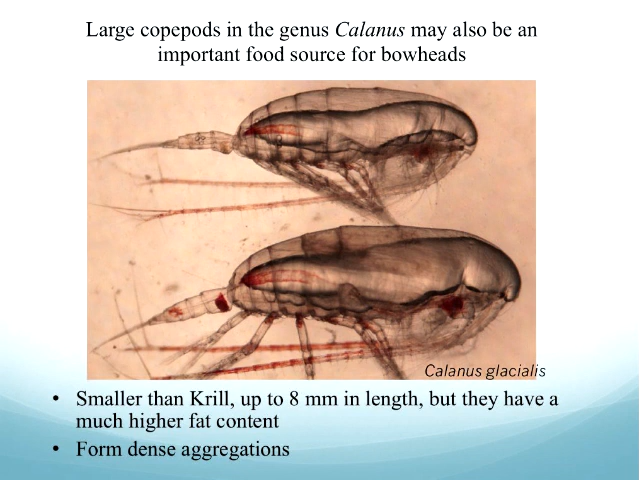 Large copepods in the genus Calanus may also be an
important food source for bowheads
Calanus glacialis
• Smaller than Krill, up to 8 mm in length, but they have a
much higher fat content
• Form dense aggregations